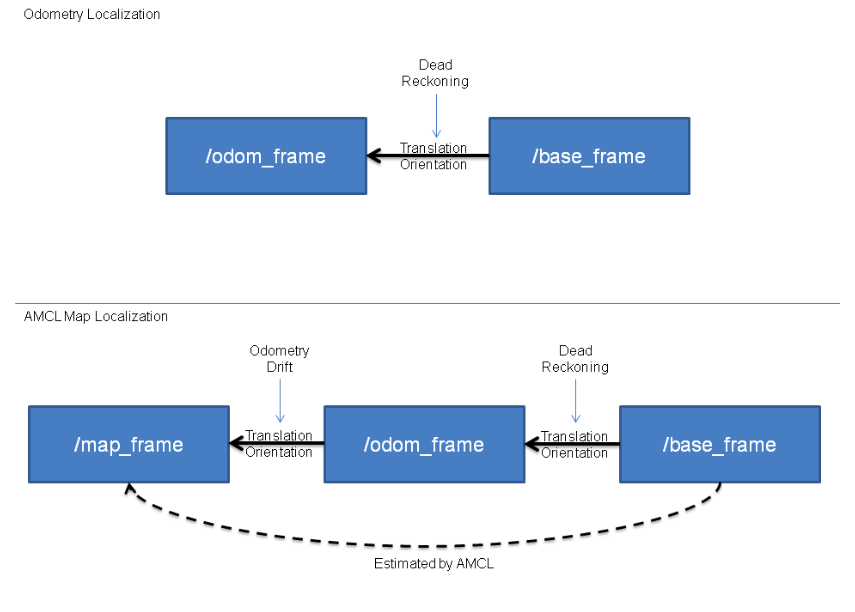 Odometry Localization
Dead
Reckoning
/odom_frame
Translation
Orientation
/base_frame
AMCL Map Localization
Odometry
Drift
Dead
Reckoning
/map_frame
Translation
Orientation
/odom_frame
Translation
Orientation
/base_frame
Estimated by AMCL